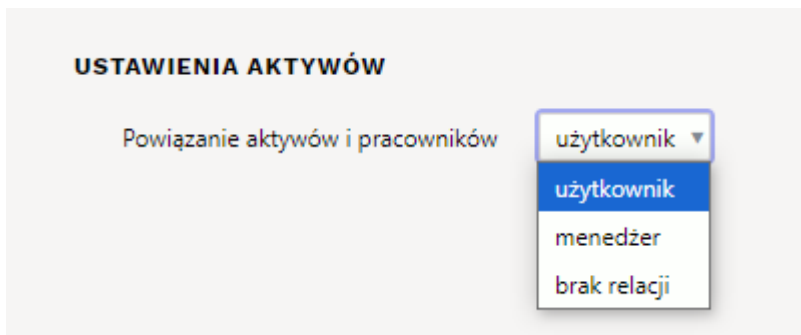 USTAWIENIA AKTYWÓW
Powiązanie aktywów i pracowników użytkownik
użytkownik
menedżer
brak relacji